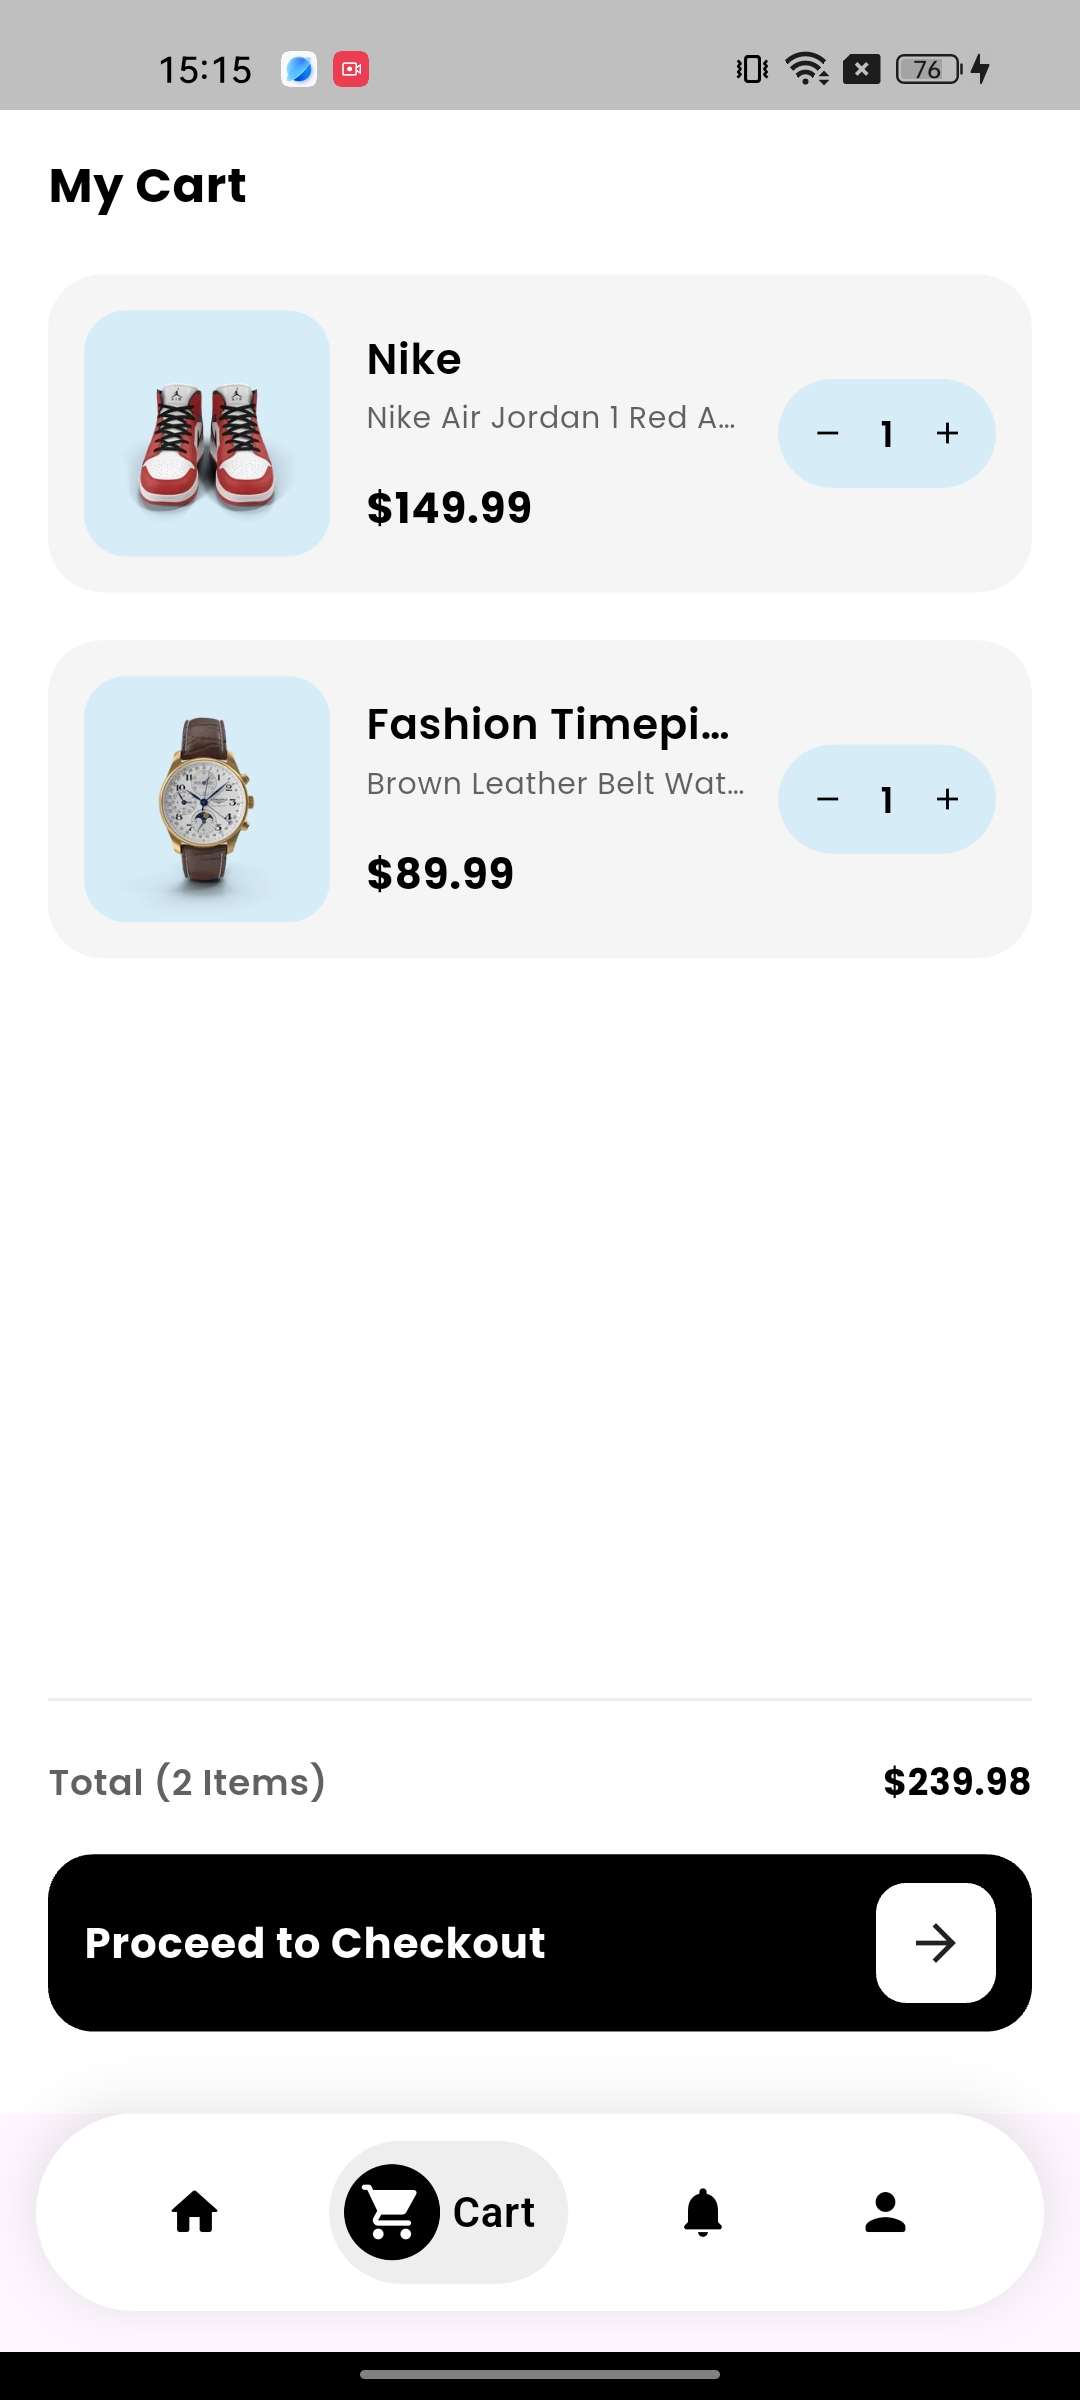 15:15
76
My Cart
Nike
Nike Air Jordan 1 Red A...
$149.99
1
Fashion Timepi...
Brown Leather Belt Wat...
$89.99
1
Total (2 Items)
$239.98
Proceed to Checkout
Cart